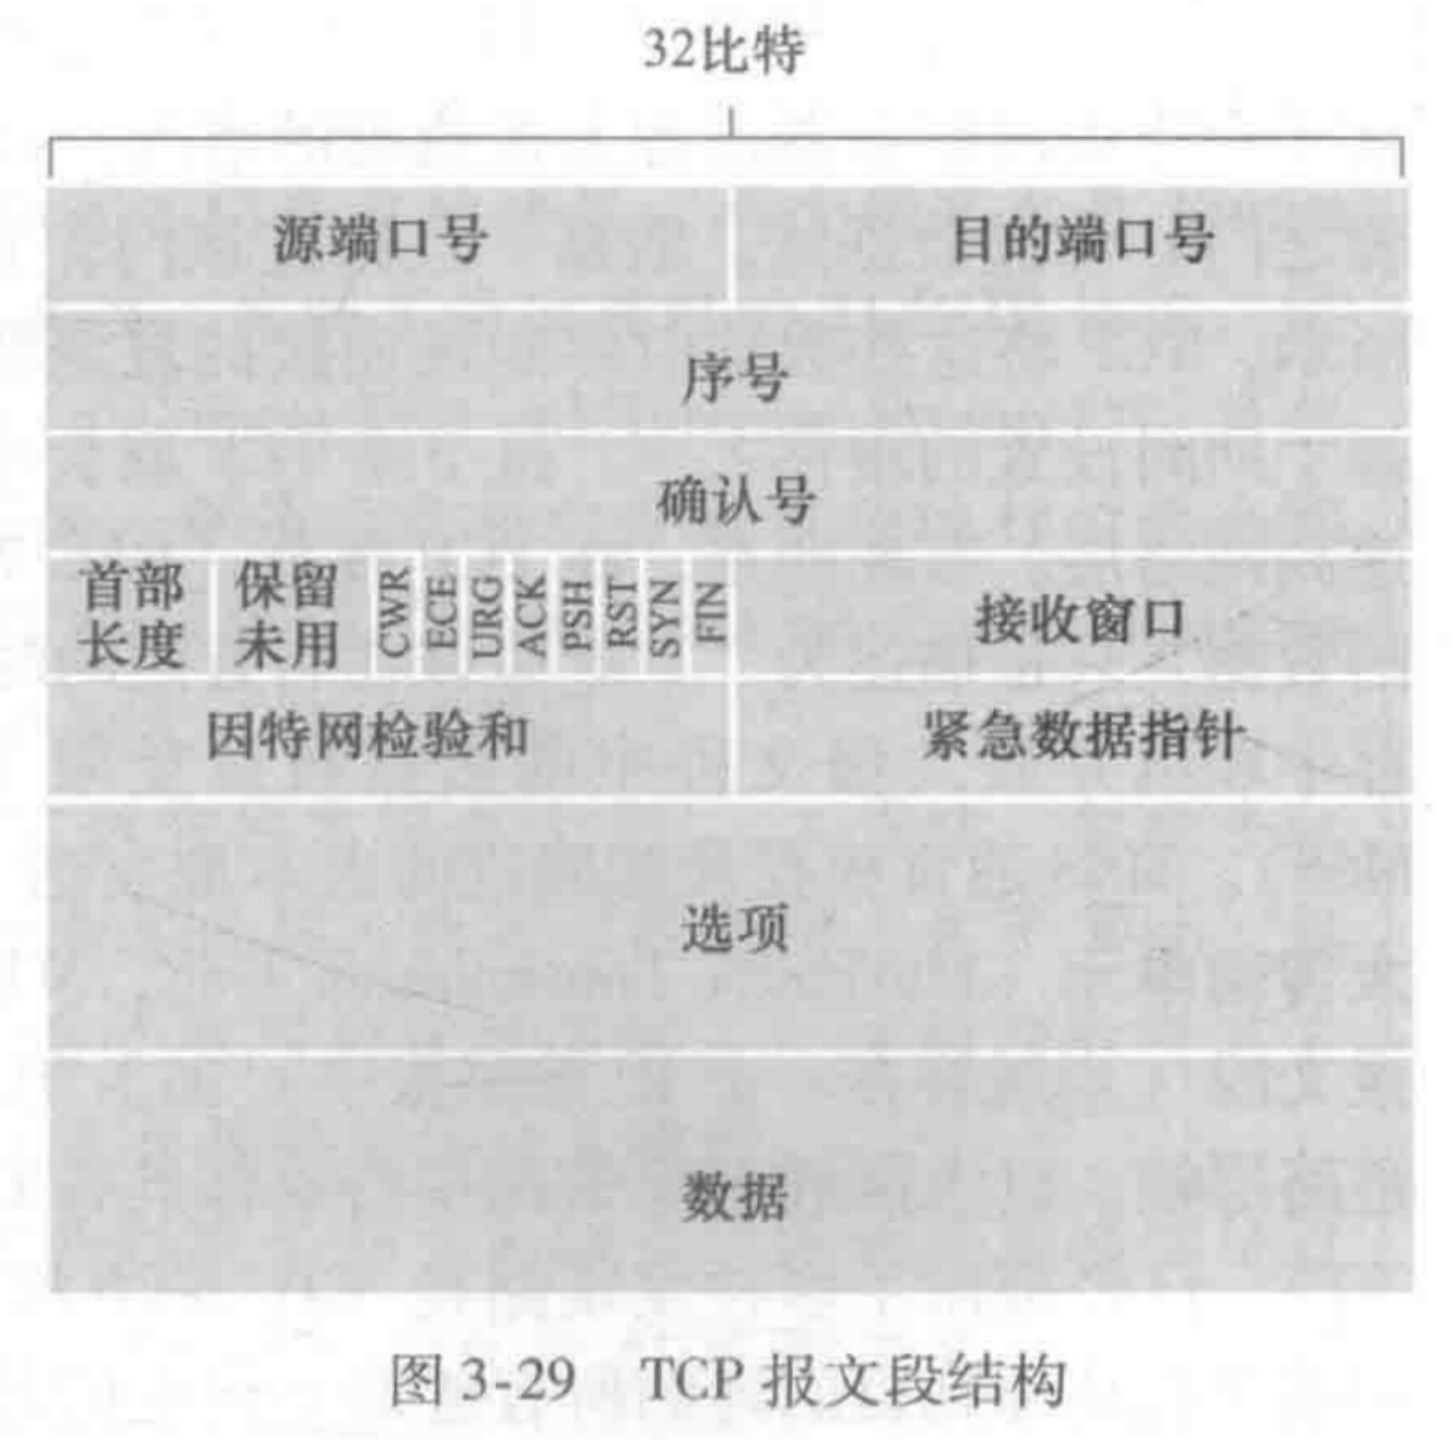 32比特
源端口号 目的端口号
序号
确认号
首部长度 保留未用 CWR ECE URG ACK PSH RST SYN FIN 接收窗口
因特网检验和 紧急数据指针
选项
数据
图 3-29 TCP 报文段结构